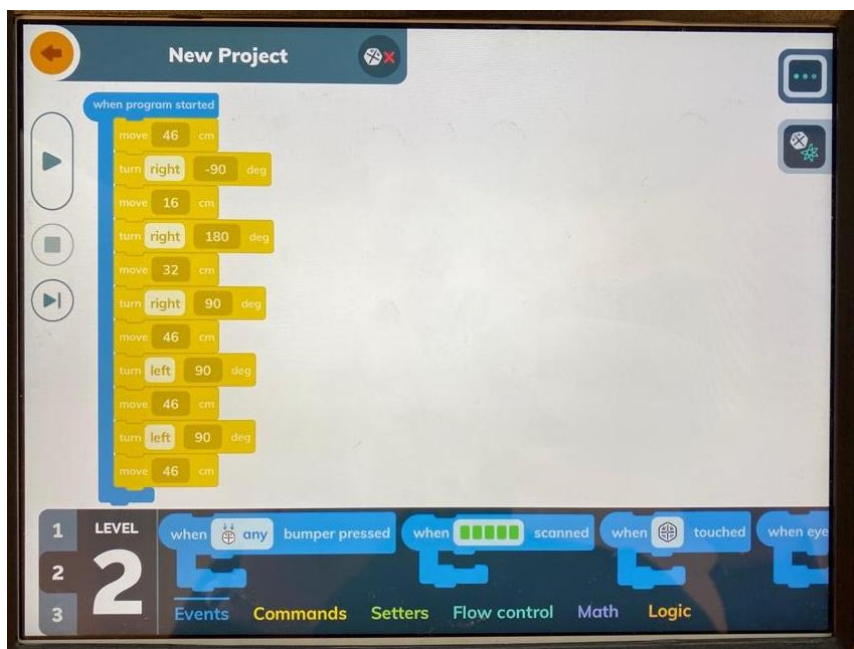 New Project
when program started
move 46 cm
turn right -90 deg
move 16 cm
turn right 180 deg
move 32 cm
turn right 90 deg
move 46 cm
turn left 90 deg
move 46 cm
turn left 90 deg
move 46 cm
1
2
3
LEVEL
2
when any bumper pressed
when scanned
when touched
when eye
Events Commands Setters Flow control Math Logic